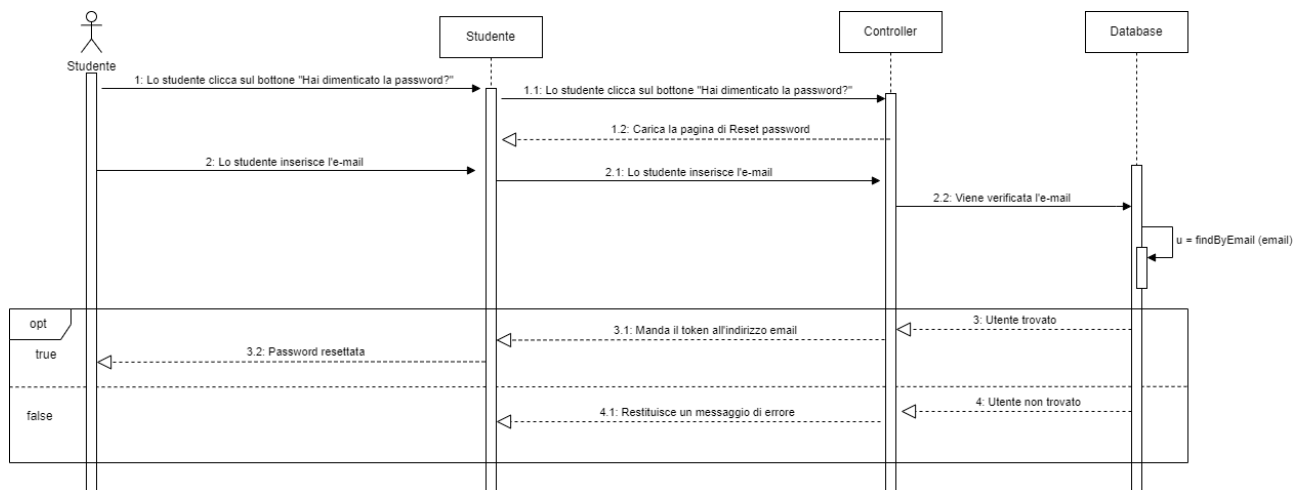 Studente
Controller
Database
Studente
1: Lo studente clicca sul bottone "Hai dimenticato la password?"
1.1: Lo studente clicca sul bottone "Hai dimenticato la password?"
1.2: Carica la pagina di Reset password
2: Lo studente inserisce l'e-mail
2.1: Lo studente inserisce l'e-mail
2.2: Viene verificata l'e-mail
u = findByEmail (email)
opt
3: Utente trovato
3.1: Manda il token all'indirizzo email
true
3.2: Password resettata
4: Utente non trovato
false
4.1: Restituisce un messaggio di errore